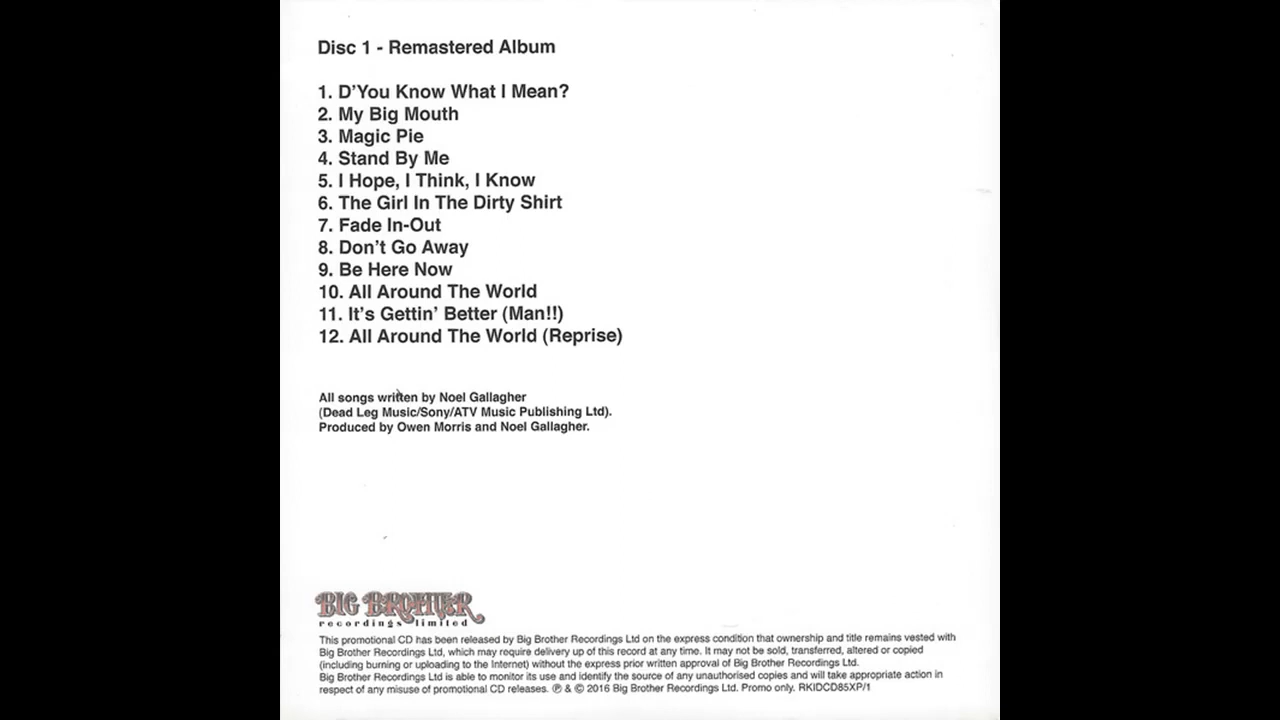 Disc 1 - Remastered Album
1. D'You Know What I Mean?
2. My Big Mouth
3. Magic Pie
4. Stand By Me
5. I Hope, I Think, I Know
6. The Girl In The Dirty Shirt
7. Fade In-Out
8. Don't Go Away
9. Be Here Now
10. All Around The World
11. It's Gettin' Better (Man!!)
12. All Around The World (Reprise)
All songs written by Noel Gallagher
(Dead Leg Music/Sony/ATV Music Publishing Ltd).
Produced by Owen Morris and Noel Gallagher.
BIG BROTHER
recordings limited
This promotional CD has been released by Big Brother Recordings Ltd on the express condition that ownership and title remains vested with
Big Brother Recordings Ltd, which may require delivery up of this record at any time. It may not be sold, transferred, altered or copied
(including burning or uploading to the Internet) without the express prior written approval of Big Brother Recordings Ltd.
Big Brother Recordings Ltd is able to monitor its use and identify the source of any unauthorised copies and will take appropriate action in
respect of any misuse of promotional CD releases. ℗ & © 2016 Big Brother Recordings Ltd. Promo only. RKIDCD85XP/1